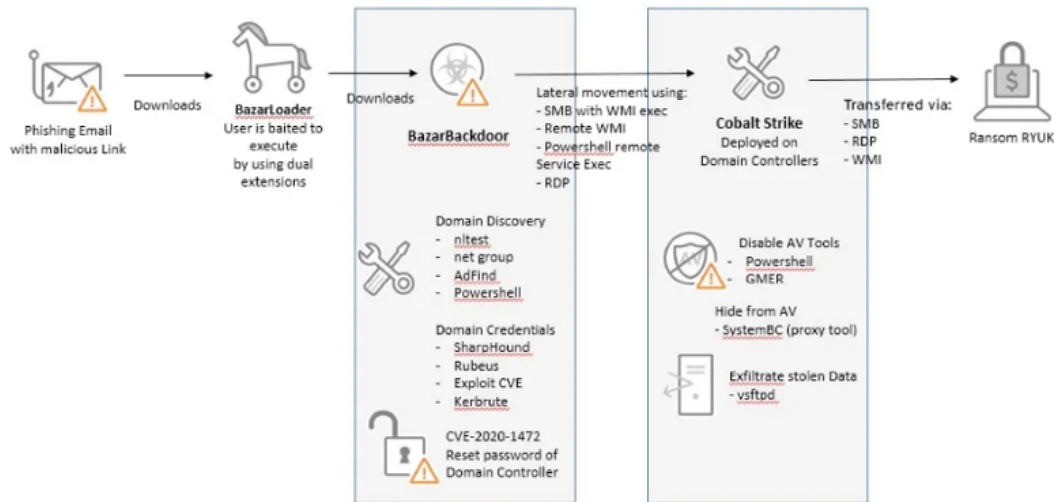 Phishing Email
with malicious Link
Downloads
BazarLoader
User is baited to
execute
by using dual
extensions
Downloads
BazarBackdoor
Lateral movement using:
- SMB with WMI exec
- Remote WMI
- Powershell remote
Service Exec
- RDP
Cobalt Strike
Deployed on
Domain Controllers
Transferred via:
- SMB
- RDP
- WMI
$
Ransom RYUK
Domain Discovery
- nltest
- net group
- AdFind
- Powershell
Domain Credentials
- SharpHound
- Rubeus
- Exploit CVE
- Kerbrute
CVE-2020-1472
Reset password of
Domain Controller
AV
Disable AV Tools
- Powershell
- GMER
Hide from AV
- SystemBC (proxy tool)
Exfiltrate stolen Data
- vsftpd